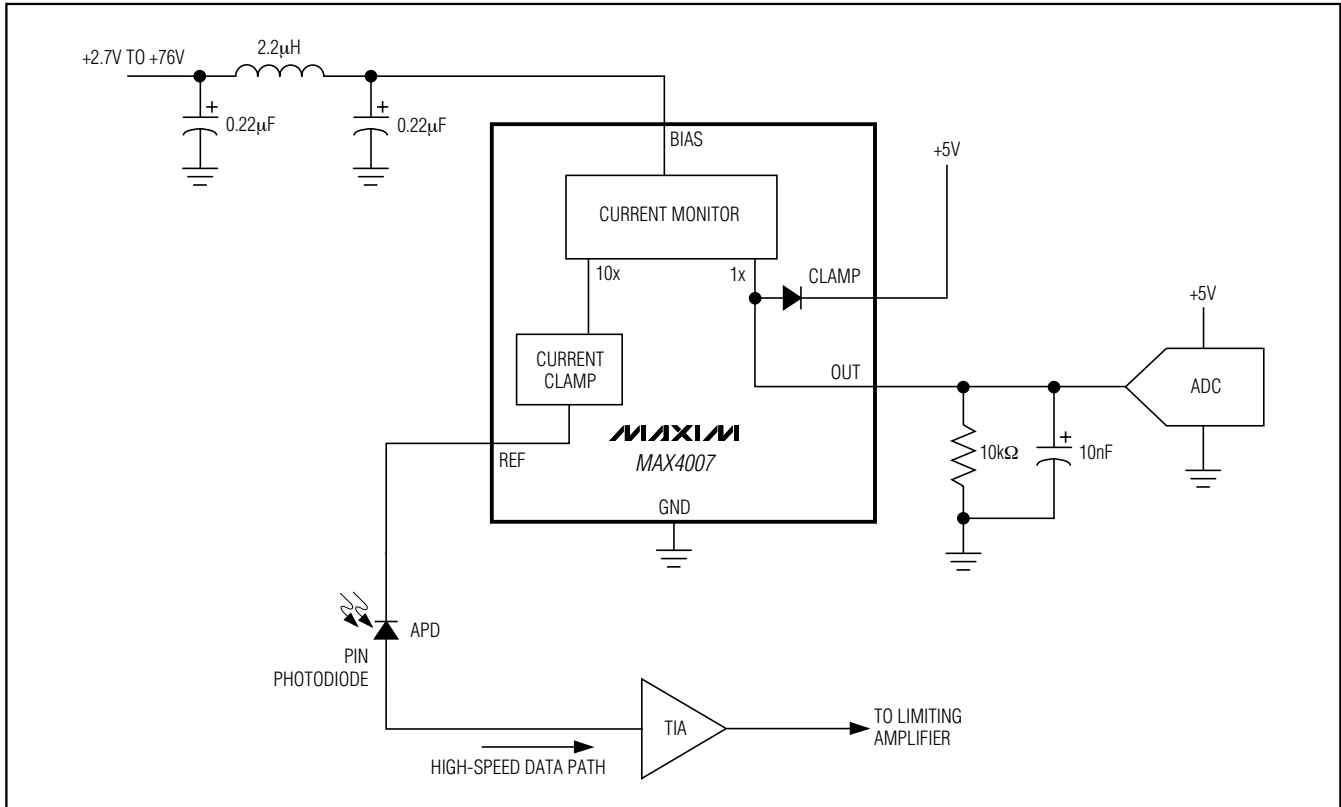 +2.7V TO +76V
2.2μH
+
0.22μF
+
0.22μF
BIAS
+5V
CURRENT MONITOR
10x
1x
CLAMP
+5V
CURRENT
CLAMP
OUT
ADC
MAXIM
MAX4007
REF
10kΩ
+
10nF
GND
APD
PIN
PHOTODIODE
TIA
TO LIMITING
AMPLIFIER
HIGH-SPEED DATA PATH